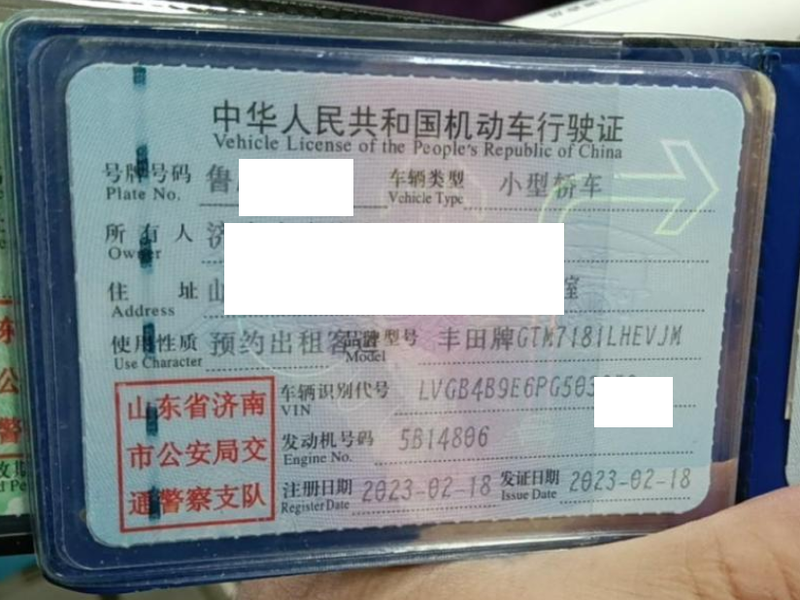 中华人民共和国机动车行驶证
Vehicle License of the People's Republic of China
号牌号码 鲁 车辆类型 小型轿车
Plate No. Vehicle Type
所有人 济
Owner
住址 山 室
Address
使用性质 预约出租客 品牌型号 丰田牌GTM7181LHEVJM
Use Character Model
车辆识别代号 LVGB4B9E6PG503
VIN
发动机号码 5B14806
Engine No.
注册日期 2023-02-18 发证日期 2023-02-18
Register Date Issue Date
山东省济南
市公安局交
通警察支队